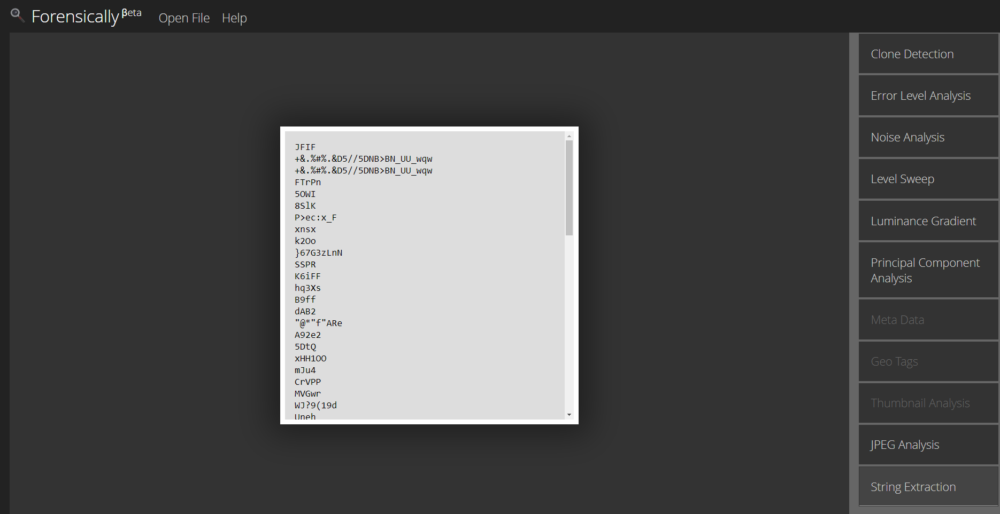 Forensically βeta Open File Help
JFIF
+&.%#%.&D5//5DNB>BN_UU_wqw
+&.%#%.&D5//5DNB>BN_UU_wqw
FTrPn
5OWI
8SlK
P>ec:x_F
xnsx
k2Oo
}67G3zLnN
SSPR
K6iFF
hq3Xs
B9ff
dAB2
"@*"f"ARe
A92e2
5DtQ
xHH1OO
mJu4
CrVPP
MVGwr
WJ?9(19d
Uneh
Clone Detection
Error Level Analysis
Noise Analysis
Level Sweep
Luminance Gradient
Principal Component
Analysis
Meta Data
Geo Tags
Thumbnail Analysis
JPEG Analysis
String Extraction